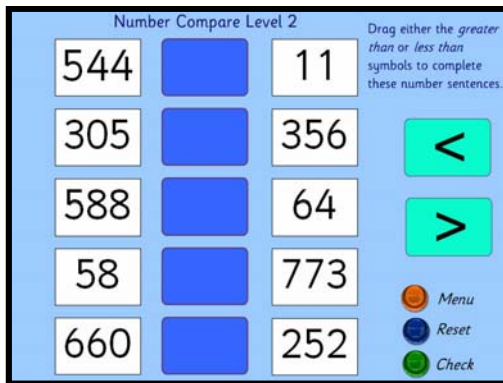 Number Compare Level 2
Drag either the greater
than or less than
symbols to complete
these number sentences.
544 11
305 356
588 64
58 773
660 252
<
>
Menu
Reset
Check